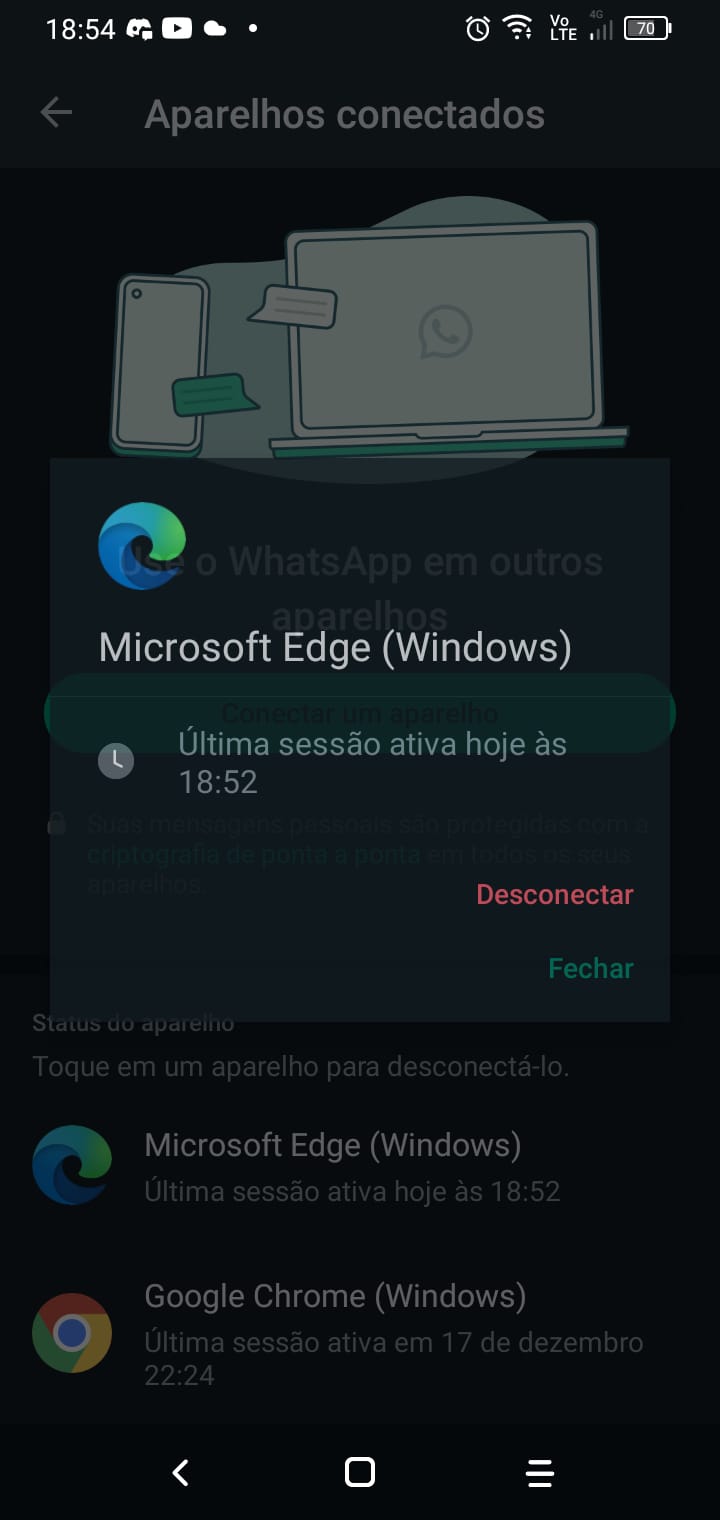 18:54
Vo
LTE
4G
70
Aparelhos conectados
Use o WhatsApp em outros
aparelhos
Microsoft Edge (Windows)
Conectar um aparelho
Última sessão ativa hoje às
18:52
Suas mensagens pessoais são protegidas com a
criptografia de ponta a ponta em todos os seus
aparelhos.
Desconectar
Fechar
Status do aparelho
Toque em um aparelho para desconectá-lo.
Microsoft Edge (Windows)
Última sessão ativa hoje às 18:52
Google Chrome (Windows)
Última sessão ativa em 17 de dezembro
22:24